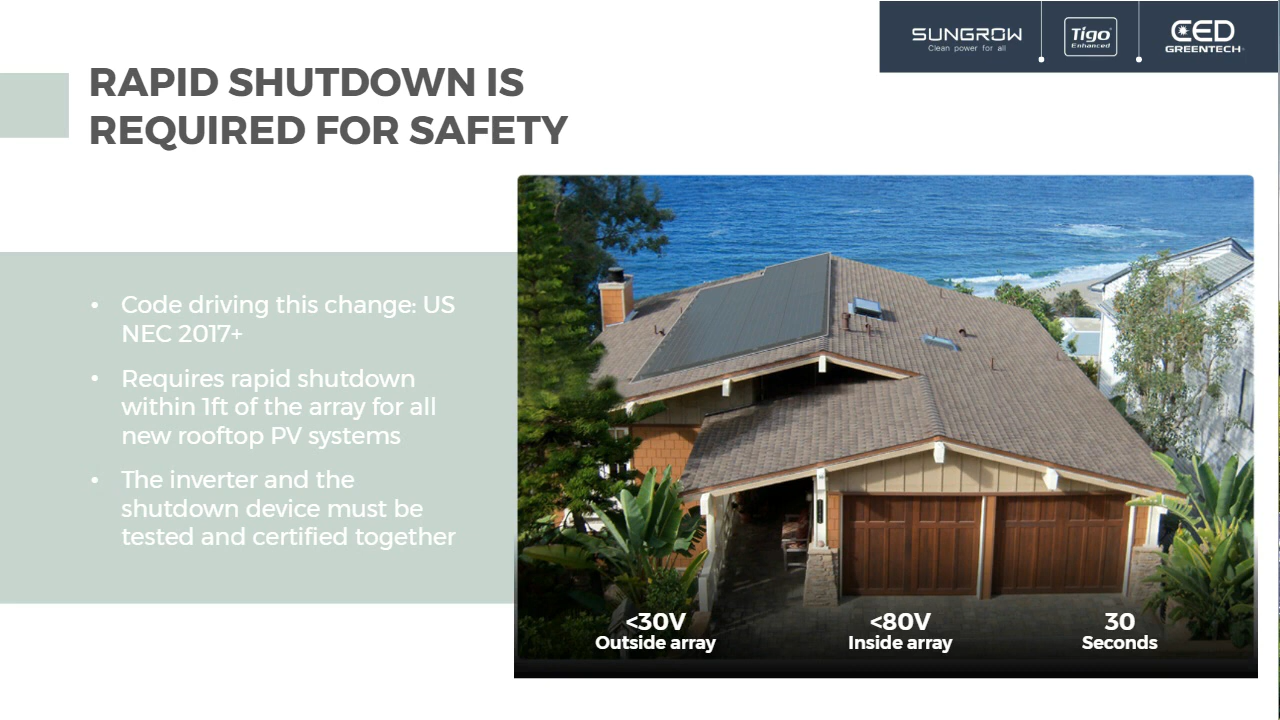 SUNGROW
Clean power for all
Tigo
Enhanced
CED
GREENTECH
RAPID SHUTDOWN IS
REQUIRED FOR SAFETY
• Code driving this change: US
NEC 2017+
• Requires rapid shutdown
within 1ft of the array for all
new rooftop PV systems
• The inverter and the
shutdown device must be
tested and certified together
<30V
Outside array
<80V
Inside array
30
Seconds